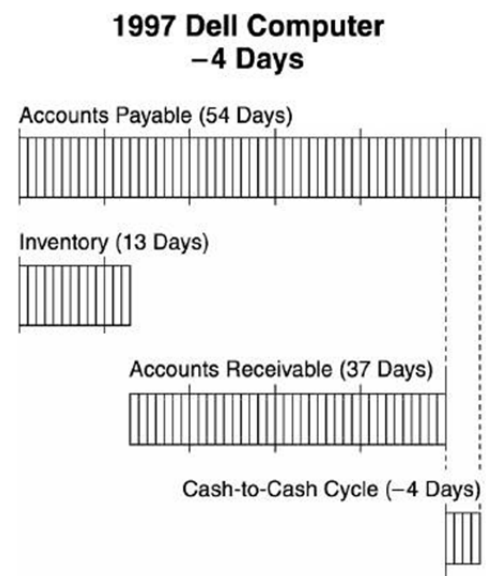 1997 Dell Computer
–4 Days
Accounts Payable (54 Days)
Inventory (13 Days)
Accounts Receivable (37 Days)
Cash-to-Cash Cycle (–4 Days)